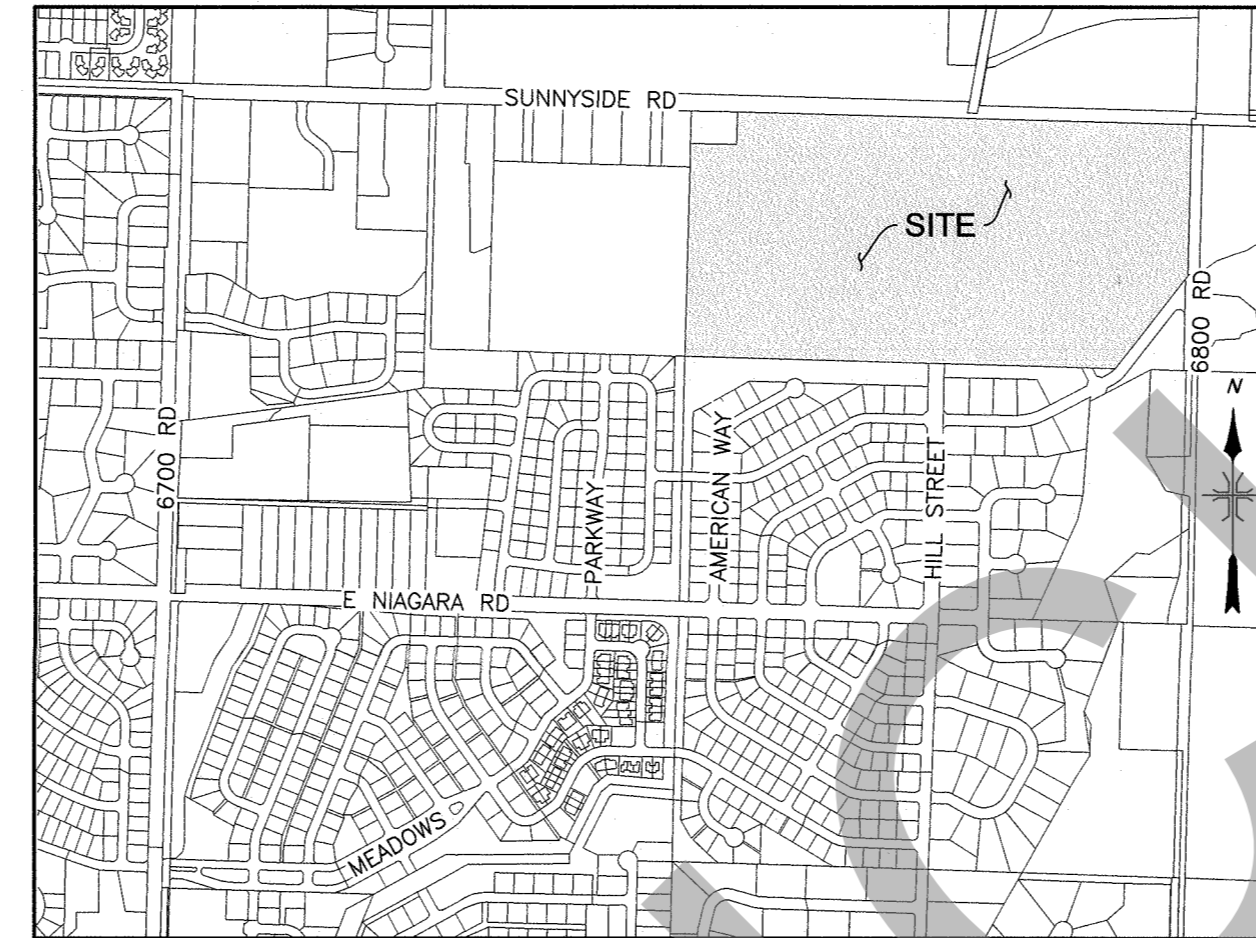 SUNNYSIDE RD
SITE
6800 RD
N
6700 RD
PARKWAY
AMERICAN WAY
HILL STREET
E NIAGARA RD
MEADOWS